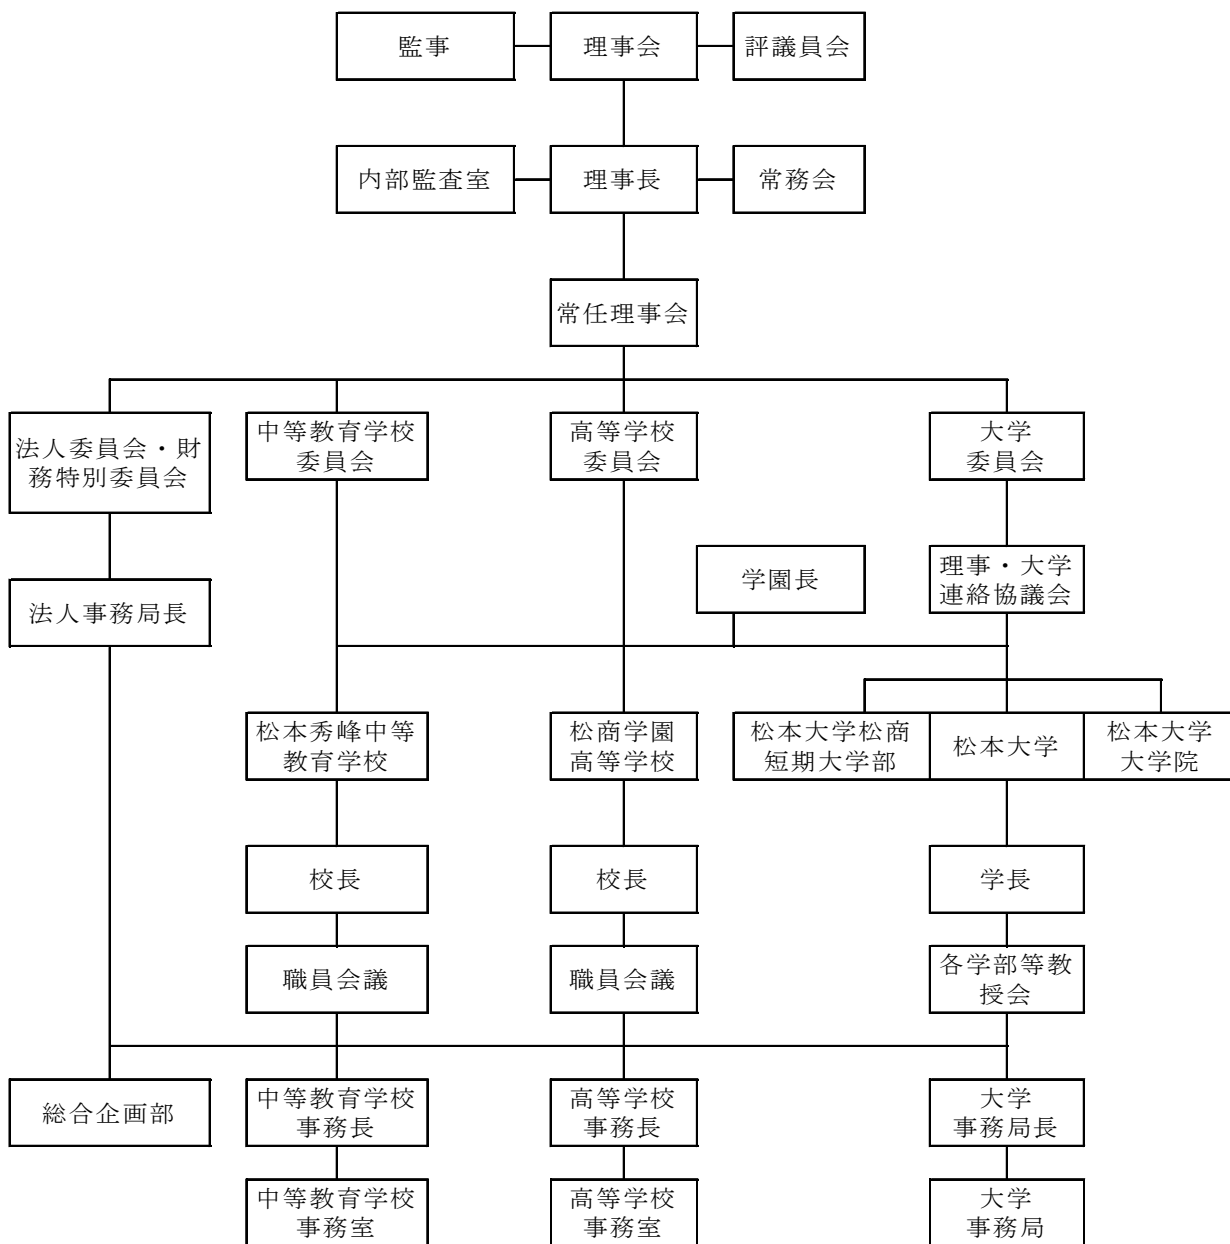 監事
理事会
評議員会
内部監査室
理事長
常務会
常任理事会
法人委員会・財
務特別委員会
中等教育学校
委員会
高等学校
委員会
大学
委員会
学園長
理事・大学
連絡協議会
法人事務局長
松本秀峰中等
教育学校
松商学園
高等学校
松本大学松商
短期大学部
松本大学
松本大学
大学院
校長
校長
学長
職員会議
職員会議
各学部等教
授会
総合企画部
中等教育学校
事務長
高等学校
事務長
大学
事務局長
中等教育学校
事務室
高等学校
事務室
大学
事務局